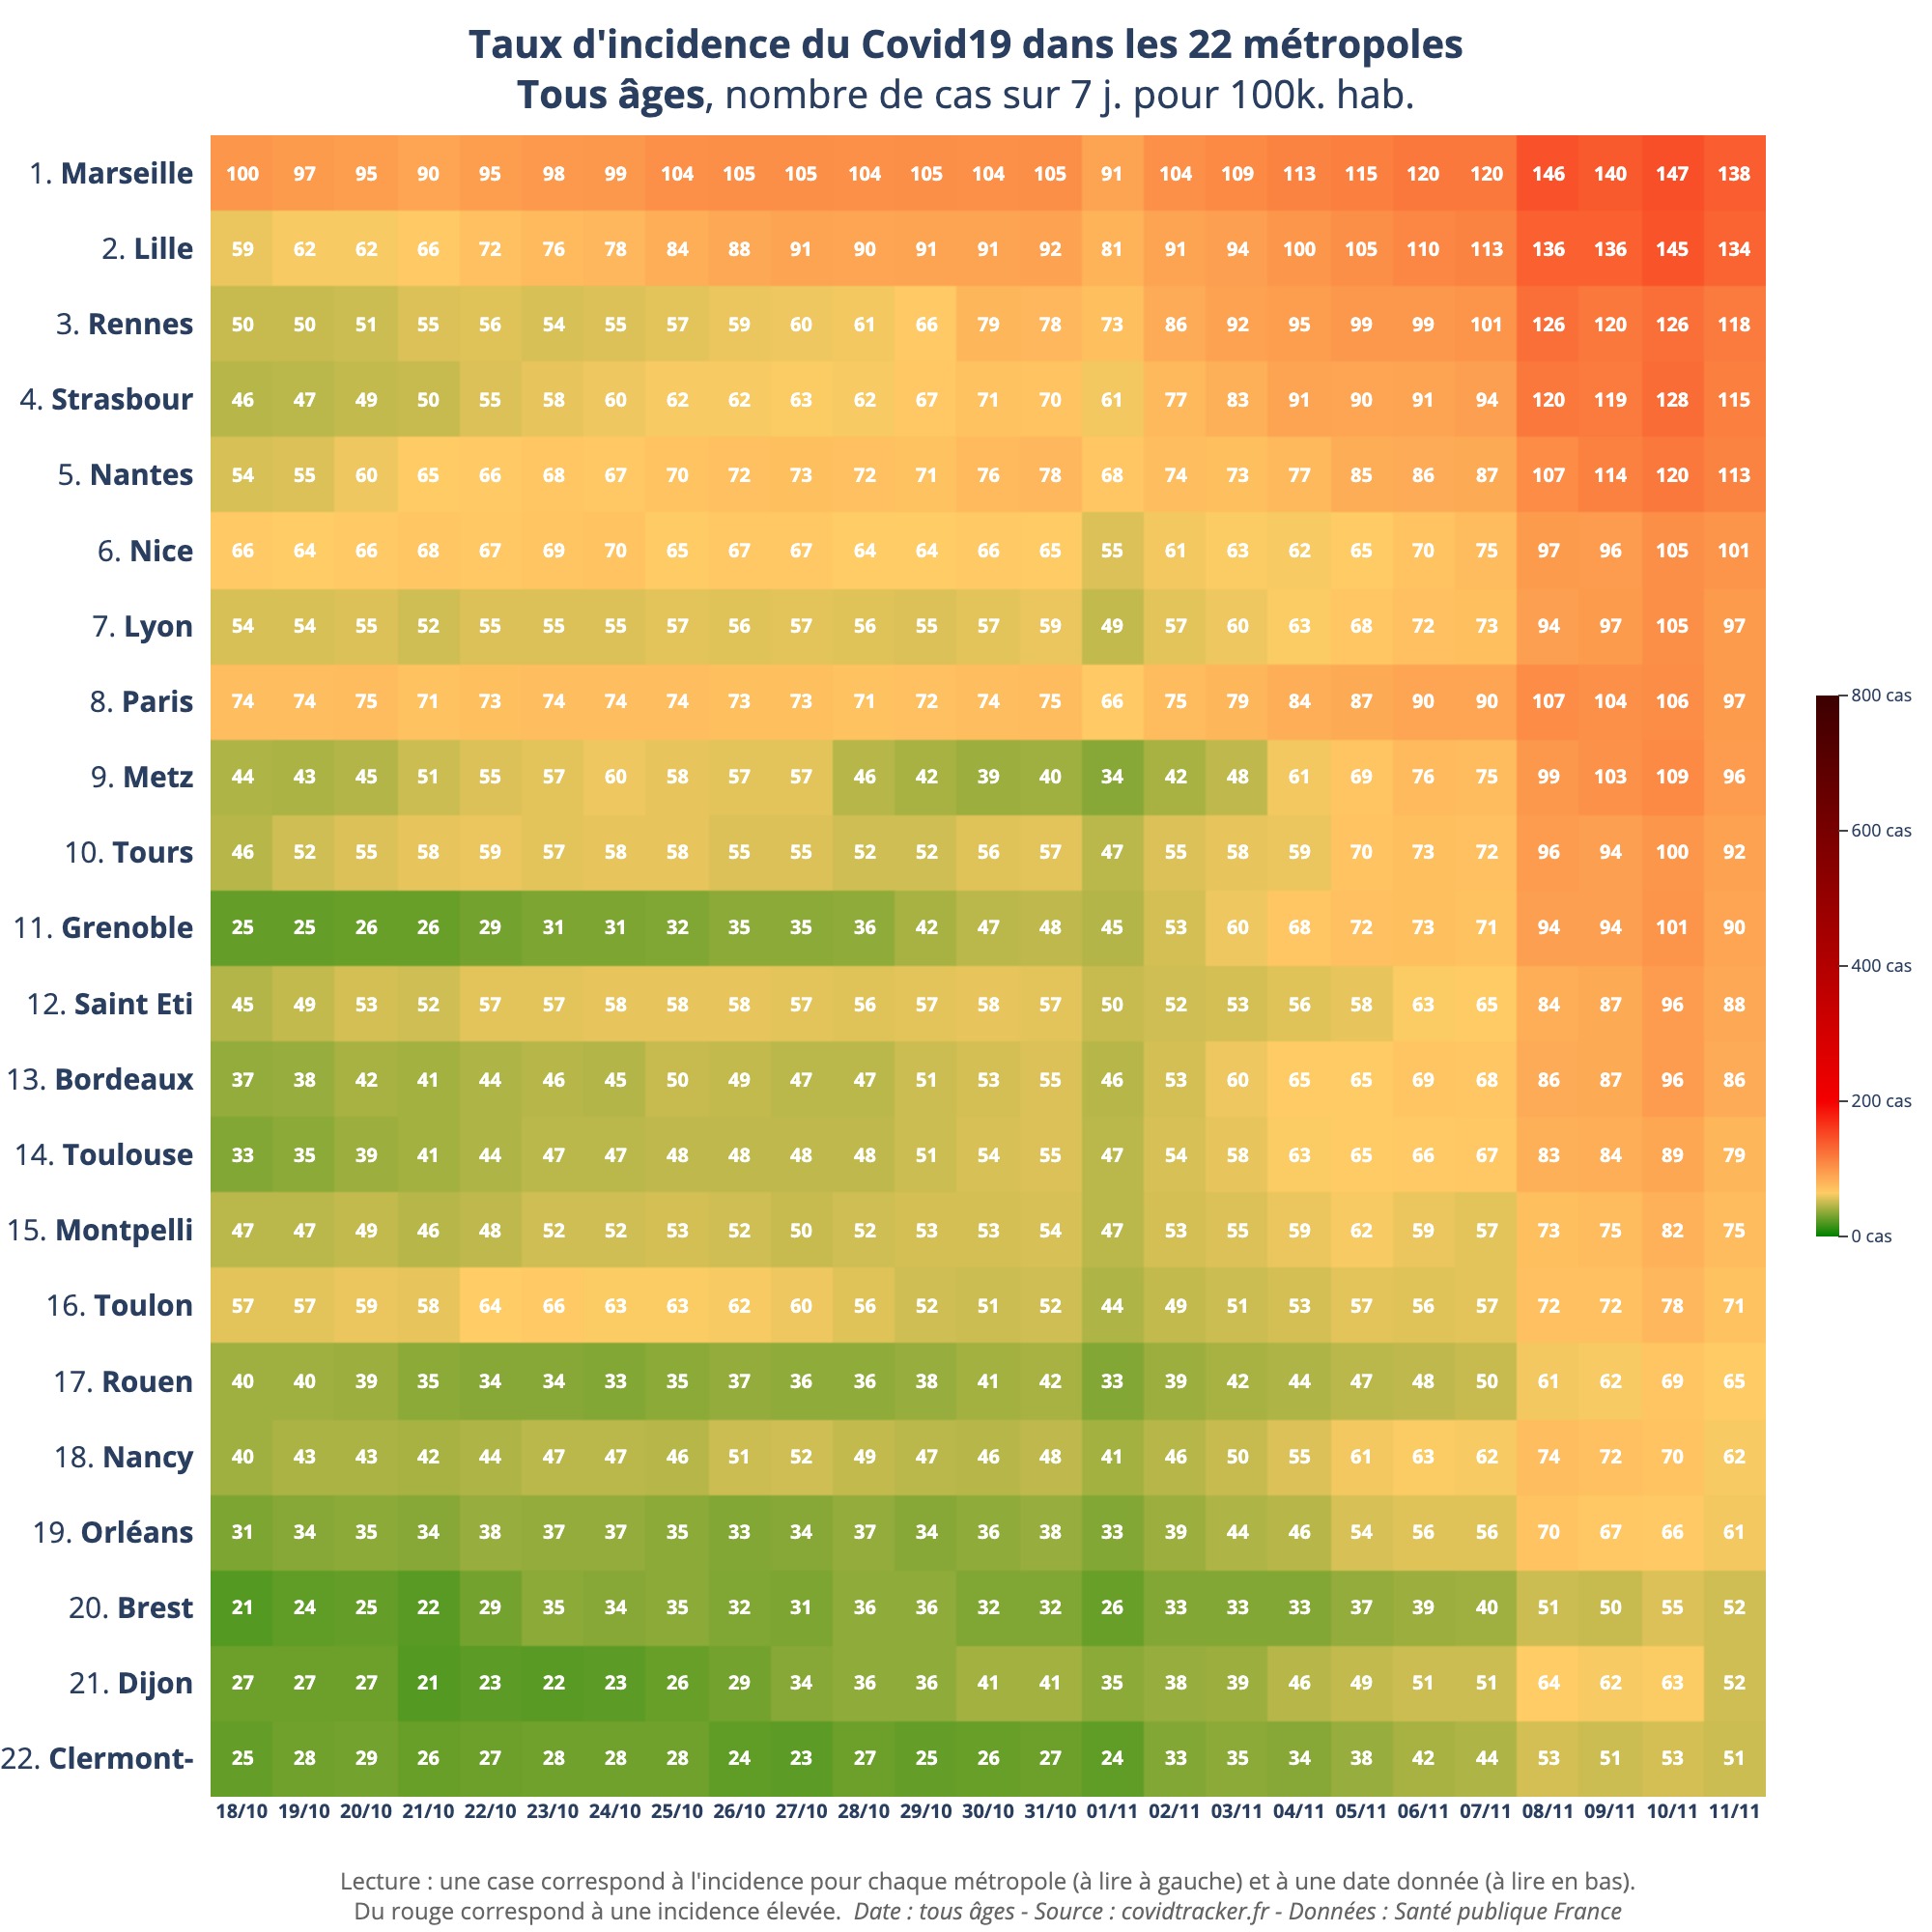 Taux d'incidence du Covid19 dans les 22 métropoles
Tous âges, nombre de cas sur 7 j. pour 100k. hab.
1. Marseille 100 97 95 90 95 98 99 104 105 105 104 105 104 105 91 104 109 113 115 120 120 146 140 147 138
2. Lille 59 62 62 66 72 76 78 84 88 91 90 91 91 92 81 91 94 100 105 110 113 136 136 145 134
3. Rennes 50 50 51 55 56 54 55 57 59 60 61 66 79 78 73 86 92 95 99 99 101 126 120 126 118
4. Strasbour 46 47 49 50 55 58 60 62 62 63 62 67 71 70 61 77 83 91 90 91 94 120 119 128 115
5. Nantes 54 55 60 65 66 68 67 70 72 73 72 71 76 78 68 74 73 77 85 86 87 107 114 120 113
6. Nice 66 64 66 68 67 69 70 65 67 67 64 64 66 65 55 61 63 62 65 70 75 97 96 105 101
7. Lyon 54 54 55 52 55 55 55 57 56 57 56 55 57 59 49 57 60 63 68 72 73 94 97 105 97
8. Paris 74 74 75 71 73 74 74 74 73 73 71 72 74 75 66 75 79 84 87 90 90 107 104 106 97
9. Metz 44 43 45 51 55 57 60 58 57 57 46 42 39 40 34 42 48 61 69 76 75 99 103 109 96
10. Tours 46 52 55 58 59 57 58 58 55 55 52 52 56 57 47 55 58 59 70 73 72 96 94 100 92
11. Grenoble 25 25 26 26 29 31 31 32 35 35 36 42 47 48 45 53 60 68 72 73 71 94 94 101 90
12. Saint Eti 45 49 53 52 57 57 58 58 58 57 56 57 58 57 50 52 53 56 58 63 65 84 87 96 88
13. Bordeaux 37 38 42 41 44 46 45 50 49 47 47 51 53 55 46 53 60 65 65 69 68 86 87 96 86
14. Toulouse 33 35 39 41 44 47 47 48 48 48 48 51 54 55 47 54 58 63 65 66 67 83 84 89 79
15. Montpelli 47 47 49 46 48 52 52 53 52 50 52 53 53 54 47 53 55 59 62 59 57 73 75 82 75
16. Toulon 57 57 59 58 64 66 63 63 62 60 56 52 51 52 44 49 51 53 57 56 57 72 72 78 71
17. Rouen 40 40 39 35 34 34 33 35 37 36 36 38 41 42 33 39 42 44 47 48 50 61 62 69 65
18. Nancy 40 43 43 42 44 47 47 46 51 52 49 47 46 48 41 46 50 55 61 63 62 74 72 70 62
19. Orléans 31 34 35 34 38 37 37 35 33 34 37 34 36 38 33 39 44 46 54 56 56 70 67 66 61
20. Brest 21 24 25 22 29 35 34 35 32 31 36 36 32 32 26 33 33 33 37 39 40 51 50 55 52
21. Dijon 27 27 27 21 23 22 23 26 29 34 36 36 41 41 35 38 39 46 49 51 51 64 62 63 52
22. Clermont- 25 28 29 26 27 28 28 28 24 23 27 25 26 27 24 33 35 34 38 42 44 53 51 53 51
18/10 19/10 20/10 21/10 22/10 23/10 24/10 25/10 26/10 27/10 28/10 29/10 30/10 31/10 01/11 02/11 03/11 04/11 05/11 06/11 07/11 08/11 09/11 10/11 11/11
800 cas
600 cas
400 cas
200 cas
0 cas
Lecture : une case correspond à l'incidence pour chaque métropole (à lire à gauche) et à une date donnée (à lire en bas).
Du rouge correspond à une incidence élevée. Date : tous âges - Source : covidtracker.fr - Données : Santé publique France